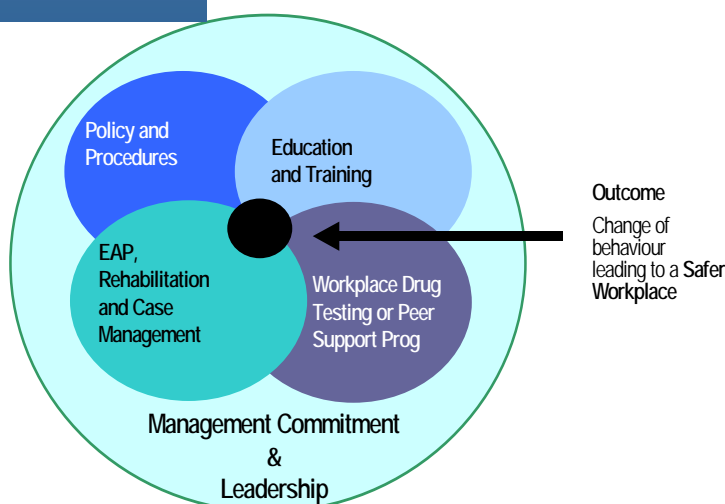 Policy and
Procedures
Education
and Training
EAP,
Rehabilitation
and Case
Management
Workplace Drug
Testing or Peer
Support Prog
Management Commitment
&
Leadership
Outcome
Change of
behaviour
leading to a Safer
Workplace